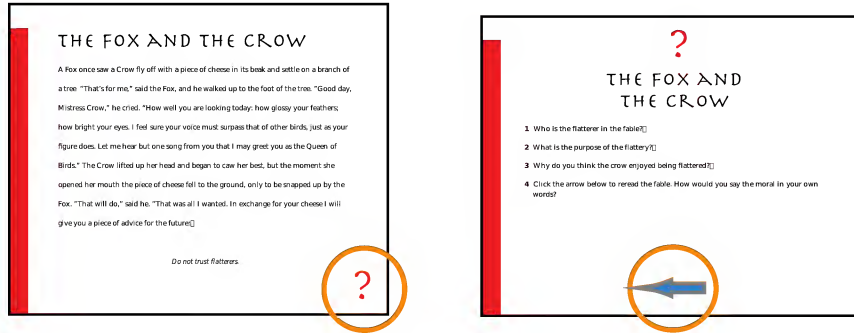 THE FOX AND THE CROW
A Fox once saw a Crow fly off with a piece of cheese in its beak and settle on a branch of
a tree "That's for me," said the Fox, and he walked up to the foot of the tree. "Good day,
Mistress Crow," he cried. "How well you are looking today: how glossy your feathers;
how bright your eyes. I feel sure your voice must surpass that of other birds, just as your
figure does. Let me hear but one song from you that I may greet you as the Queen of
Birds." The Crow lifted up her head and began to caw her best, but the moment she
opened her mouth the piece of cheese fell to the ground, only to be snapped up by the
Fox. "That will do," said he. "That was all I wanted. In exchange for your cheese I will
give you a piece of advice for the future:
Do not trust flatterers.
?
?
THE FOX AND
THE CROW
1 Who is the flatterer in the fable?
2 What is the purpose of the flattery?
3 Why do you think the crow enjoyed being flattered?
4 Click the arrow below to reread the fable. How would you say the moral in your own
words?